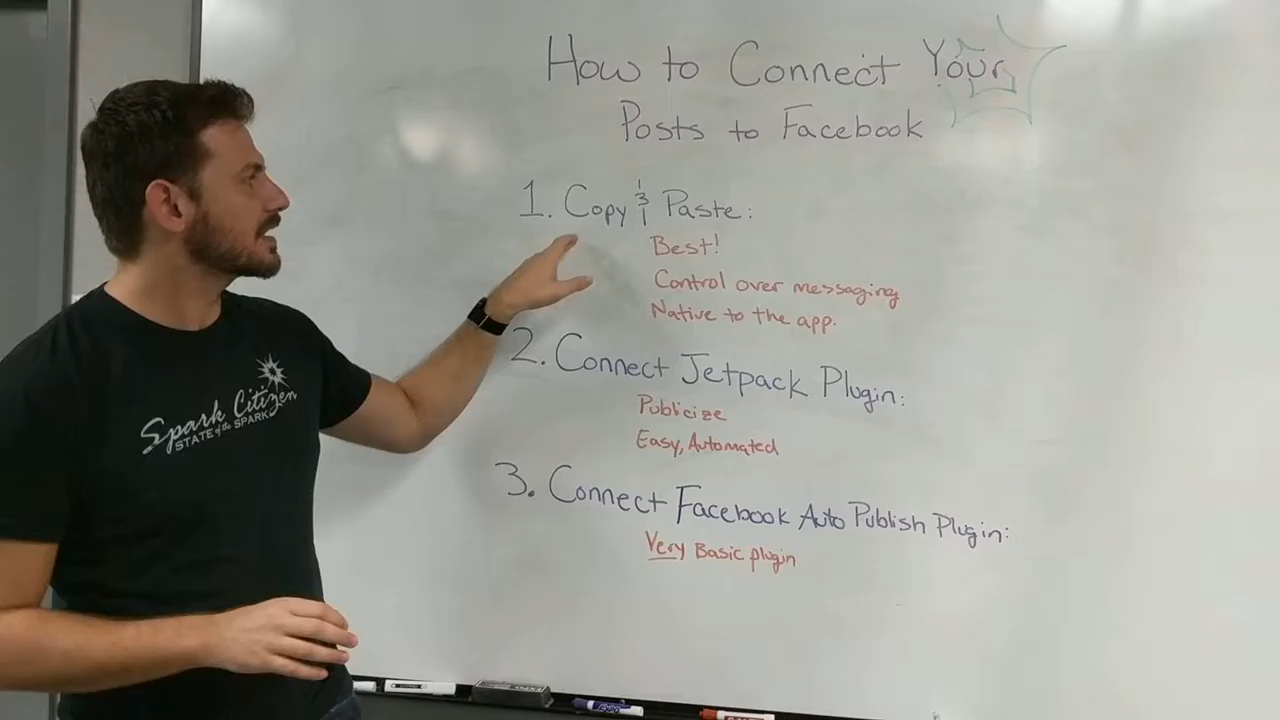 How to Connect Your
Posts to Facebook
1. Copy & Paste:
Best!
Control over messaging
Native to the app.
2. Connect Jetpack Plugin:
Publicize
Easy, Automated
3. Connect Facebook Auto Publish Plugin:
Very Basic plugin
Spark Citizen
STATE of the SPARK
EXPO